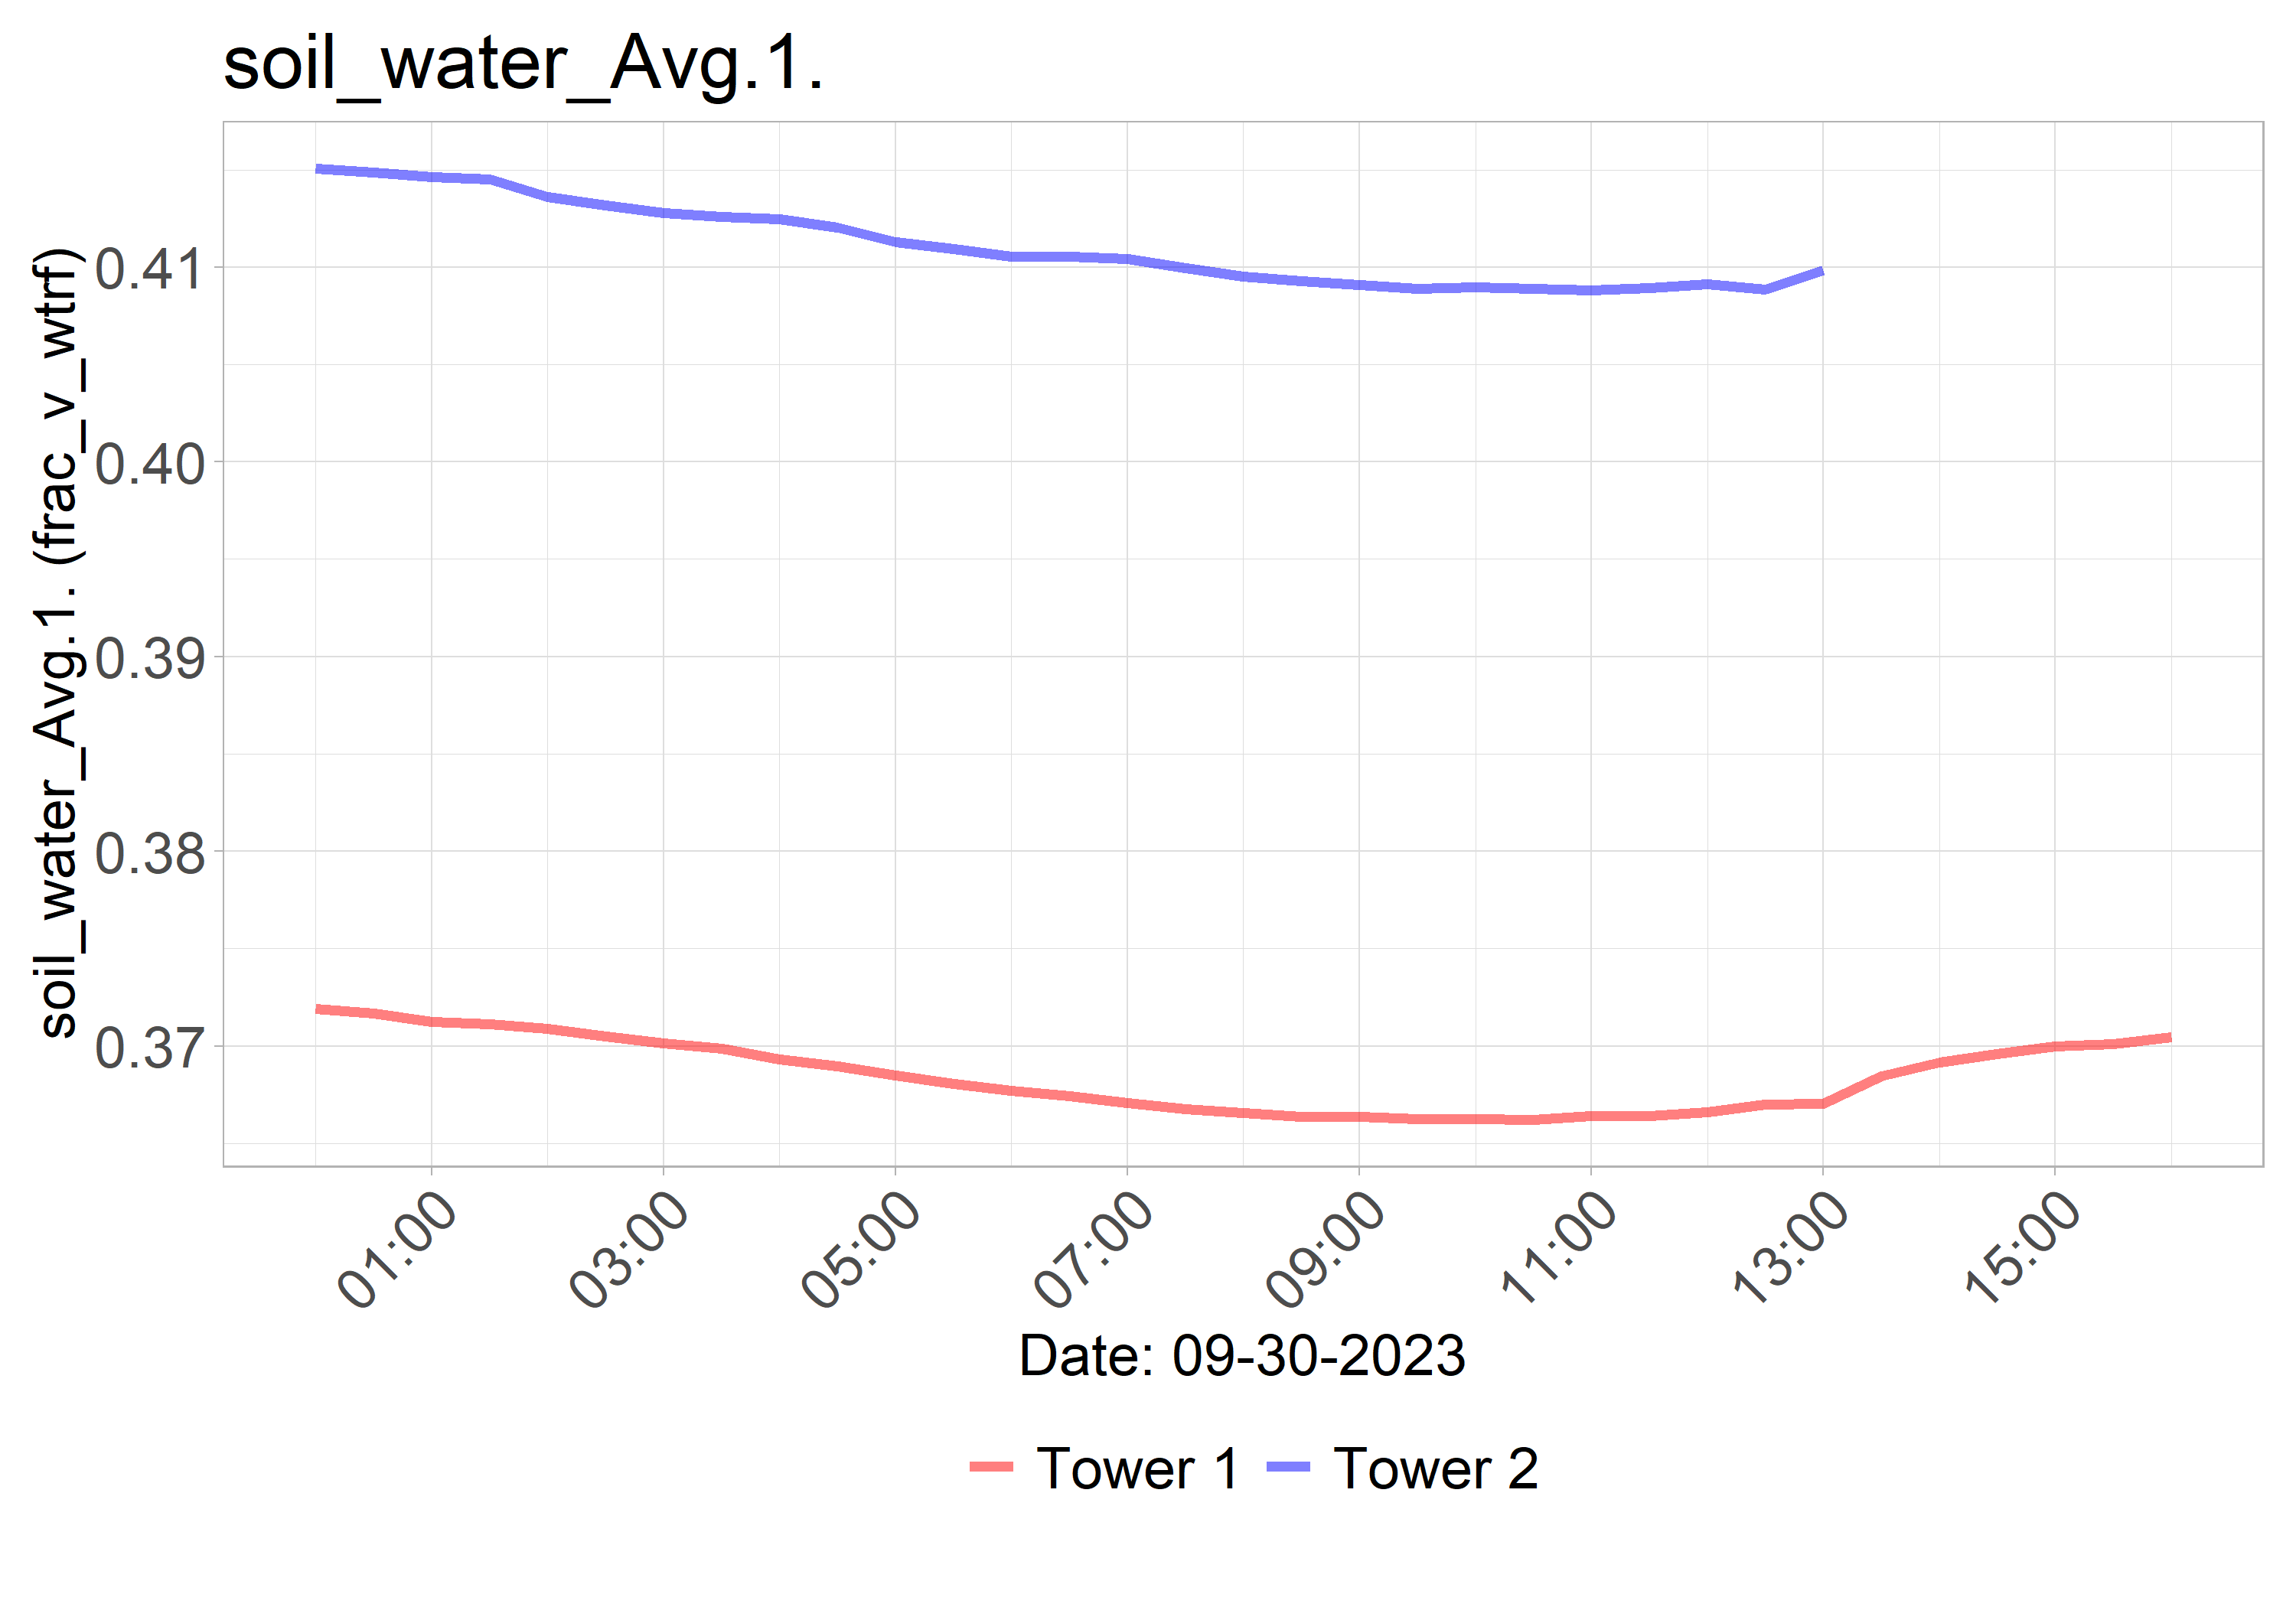 soil_water_Avg.1.
soil_water_Avg.1. (frac_v_wtrf)
0.41
0.40
0.39
0.38
0.37
01:00 03:00 05:00 07:00 09:00 11:00 13:00 15:00
Date: 09-30-2023
Tower 1 Tower 2